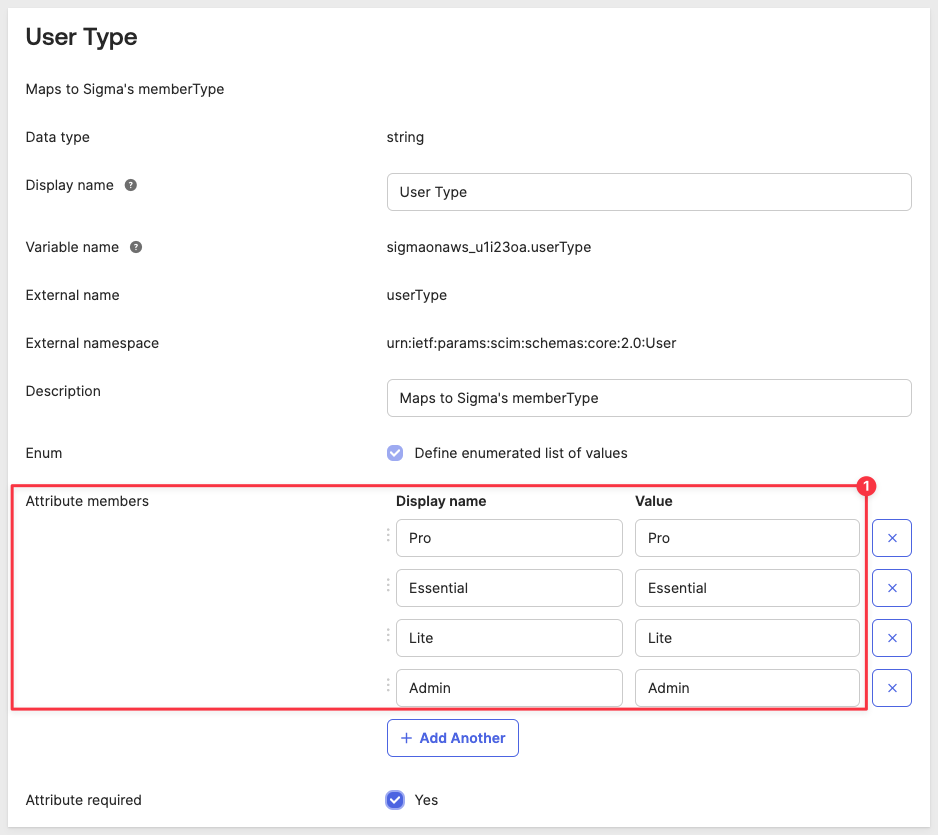 User Type
Maps to Sigma's memberType
Data type string
Display name ? User Type
Variable name ? sigmaonaws_u1i23oa.userType
External name userType
External namespace urn:ietf:params:scim:schemas:core:2.0:User
Description Maps to Sigma's memberType
Enum Define enumerated list of values
1
Attribute members Display name Value
Pro Pro
Essential Essential
Lite Lite
Admin Admin
+ Add Another
Attribute required Yes